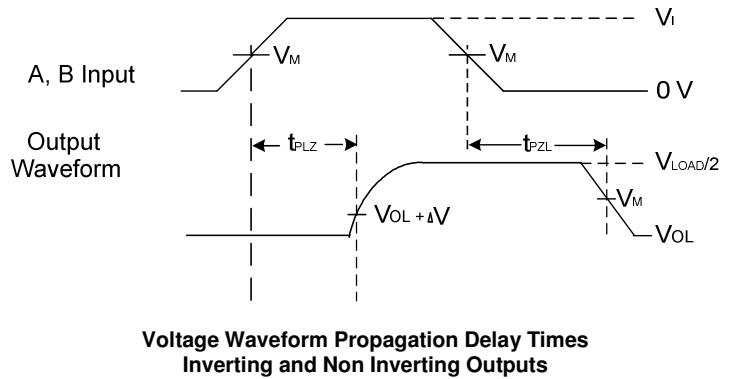 VI
VM
VM
A, B Input
0 V
Output
Waveform
tPLZ
tPZL
VLOAD/2
VOL + ΔV
VM
VOL
Voltage Waveform Propagation Delay Times
Inverting and Non Inverting Outputs